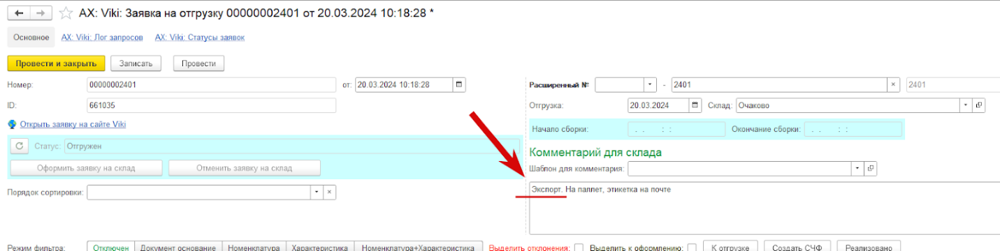 АХ: Viki: Заявка на отгрузку 00000002401 от 20.03.2024 10:18:28 *
Основное АХ: Viki: Лог запросов АХ: Viki: Статусы заявок
Провести и закрыть Записать Провести
Номер: 00000002401 от: 20.03.2024 10:18:28 Расширенный № - 2401 × 2401
ID: 661035 Отгрузка: 20.03.2024 Склад: Очаково
Открыть заявку на сайте Viki
Начало сборки: . . : : Окончание сборки: . . : :
Статус: Отгружен
Комментарий для склада
Оформить заявку на склад Отменить заявку на склад Шаблон для комментария:
Порядок сортировки: × Экспорт. На паллет, этикетка на почте
Режим фильтра: Отключен Документ основание Номенклатура Характеристика Номенклатура+Характеристика Выделить отклонения: Выделить к оформлению: К отгрузке Создать СЧФ Реализовано